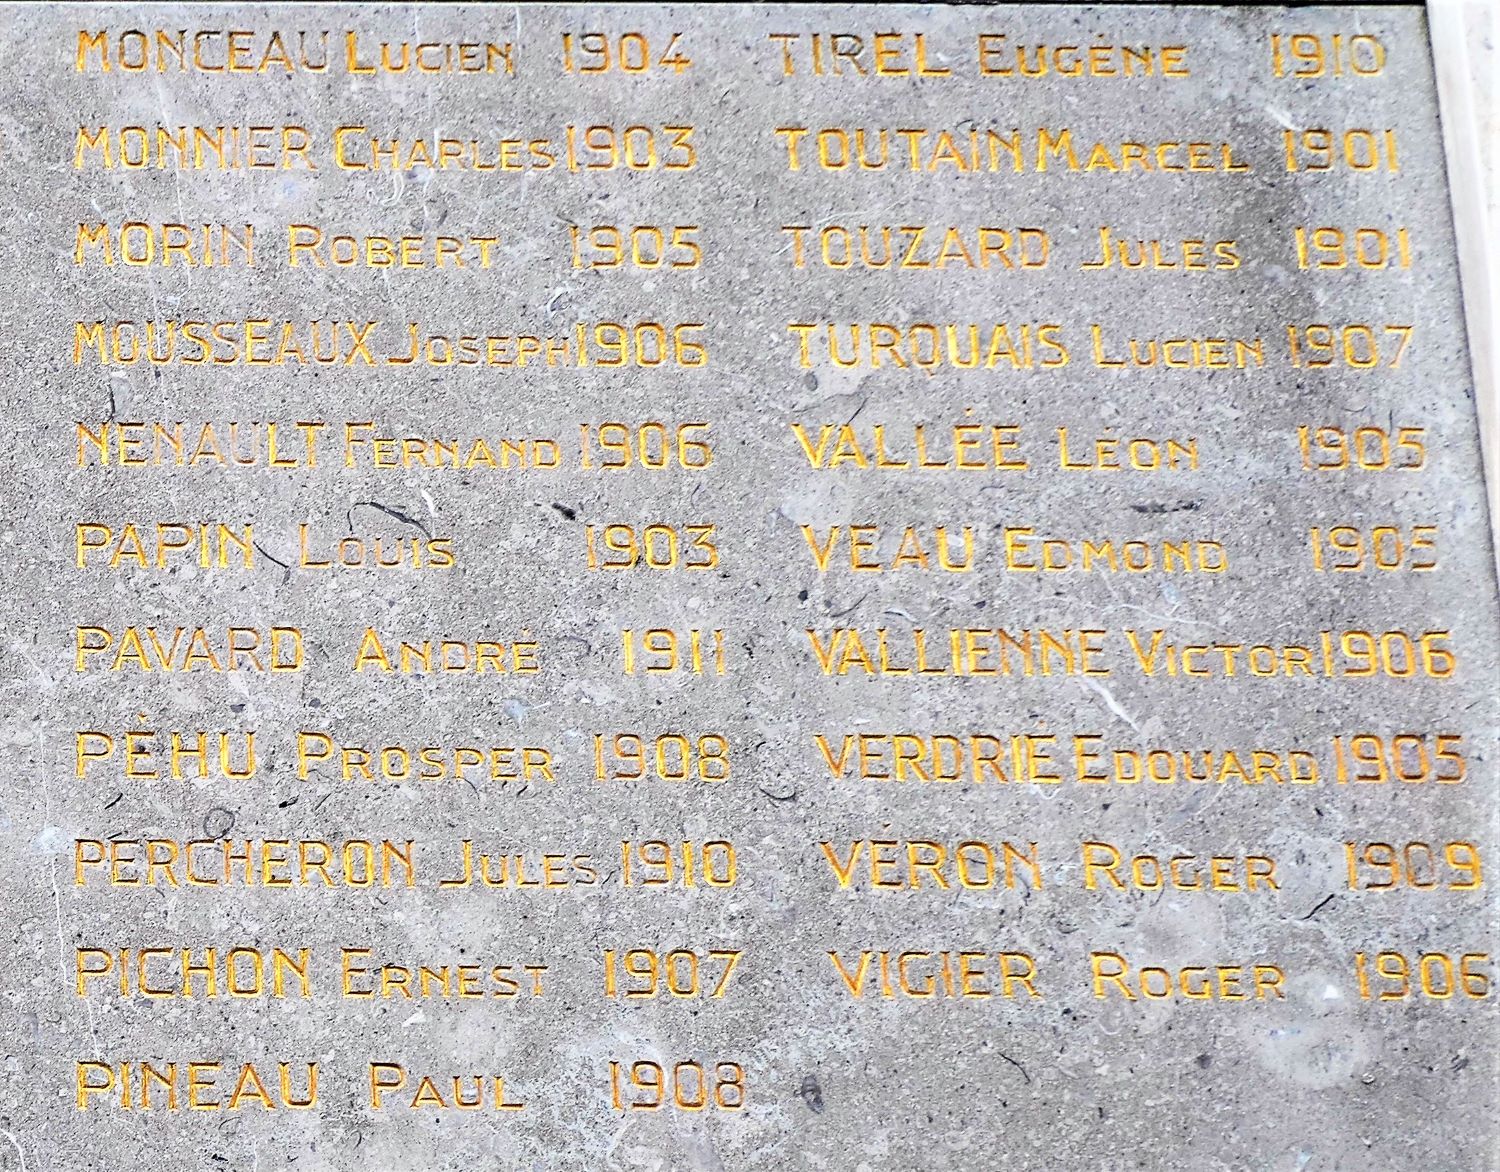 MONCEAU LUCIEN 1904
MONNIER CHARLES 1903
MORIN ROBERT 1905
MOUSSEAUX JOSEPH 1906
NENAULT FERNAND 1906
PAPIN LOUIS 1903
PAVARD ANDRÉ 1911
PÉHU PROSPER 1908
PERCHERON JULES 1910
PICHON ERNEST 1907
PINEAU PAUL 1908
TIREL EUGÈNE 1910
TOUTAIN MARCEL 1901
TOUZARD JULES 1901
TURQUAIS LUCIEN 1907
VALLÉE LÉON 1905
VEAU EDMOND 1905
VALLIENNE VICTOR 1906
VERDRIÉ EDOUARD 1905
VÉRON ROGER 1909
VIGIER ROGER 1906